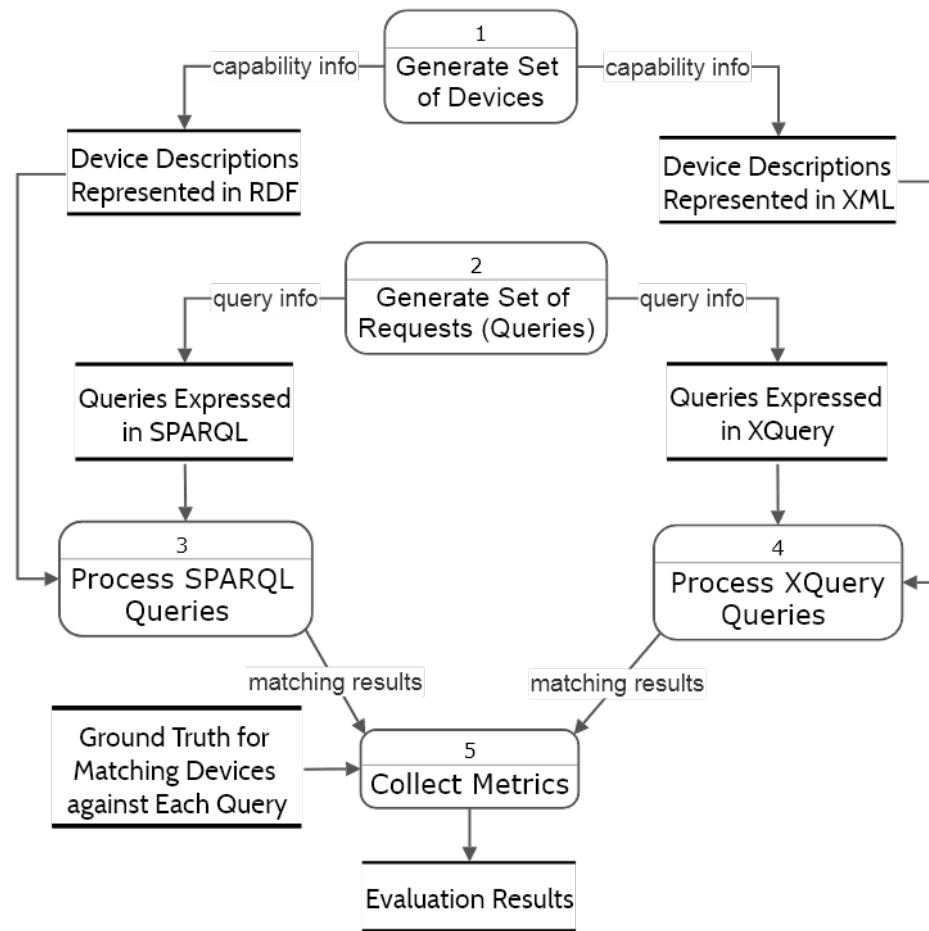 1
Generate Set
of Devices
capability info
capability info
Device Descriptions
Represented in RDF
Device Descriptions
Represented in XML
2
Generate Set of
Requests (Queries)
query info
query info
Queries Expressed
in SPARQL
Queries Expressed
in XQuery
3
Process SPARQL
Queries
4
Process XQuery
Queries
matching results
matching results
Ground Truth for
Matching Devices
against Each Query
5
Collect Metrics
Evaluation Results